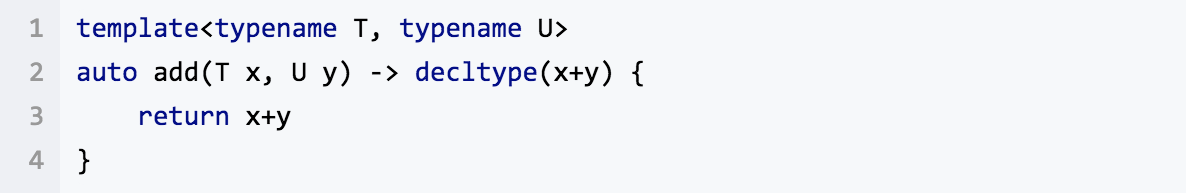 1 template<typename T, typename U>
2 auto add(T x, U y) -> decltype(x+y) {
3     return x+y
4 }